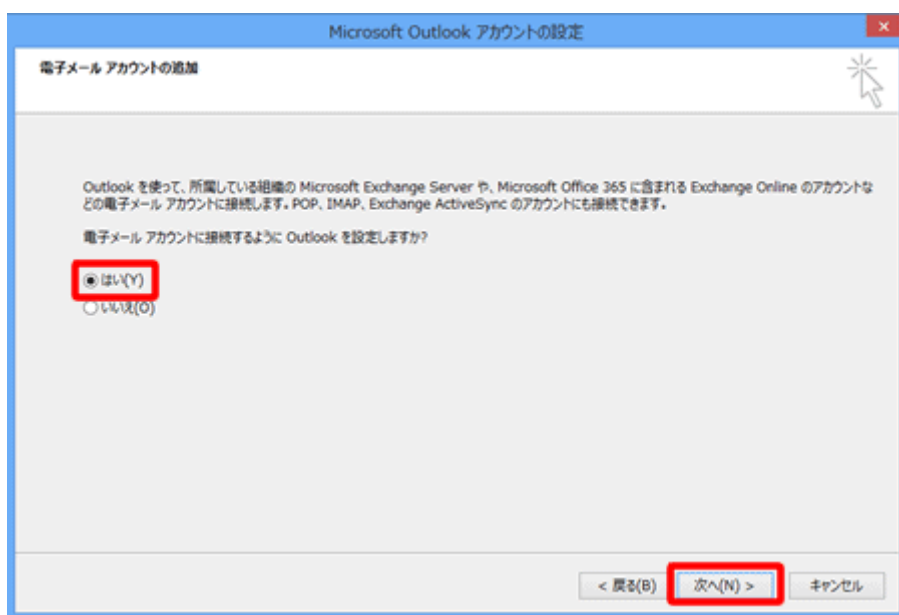 Microsoft Outlook アカウントの設定
電子メール アカウントの追加
Outlook を使って、所属している組織の Microsoft Exchange Server や、Microsoft Office 365 に含まれる Exchange Online のアカウントな
どの電子メール アカウントに接続します。POP、IMAP、Exchange ActiveSync のアカウントにも接続できます。
電子メール アカウントに接続するように Outlook を設定しますか?
はい(Y)
いいえ(O)
< 戻る(B) 次へ(N) > キャンセル